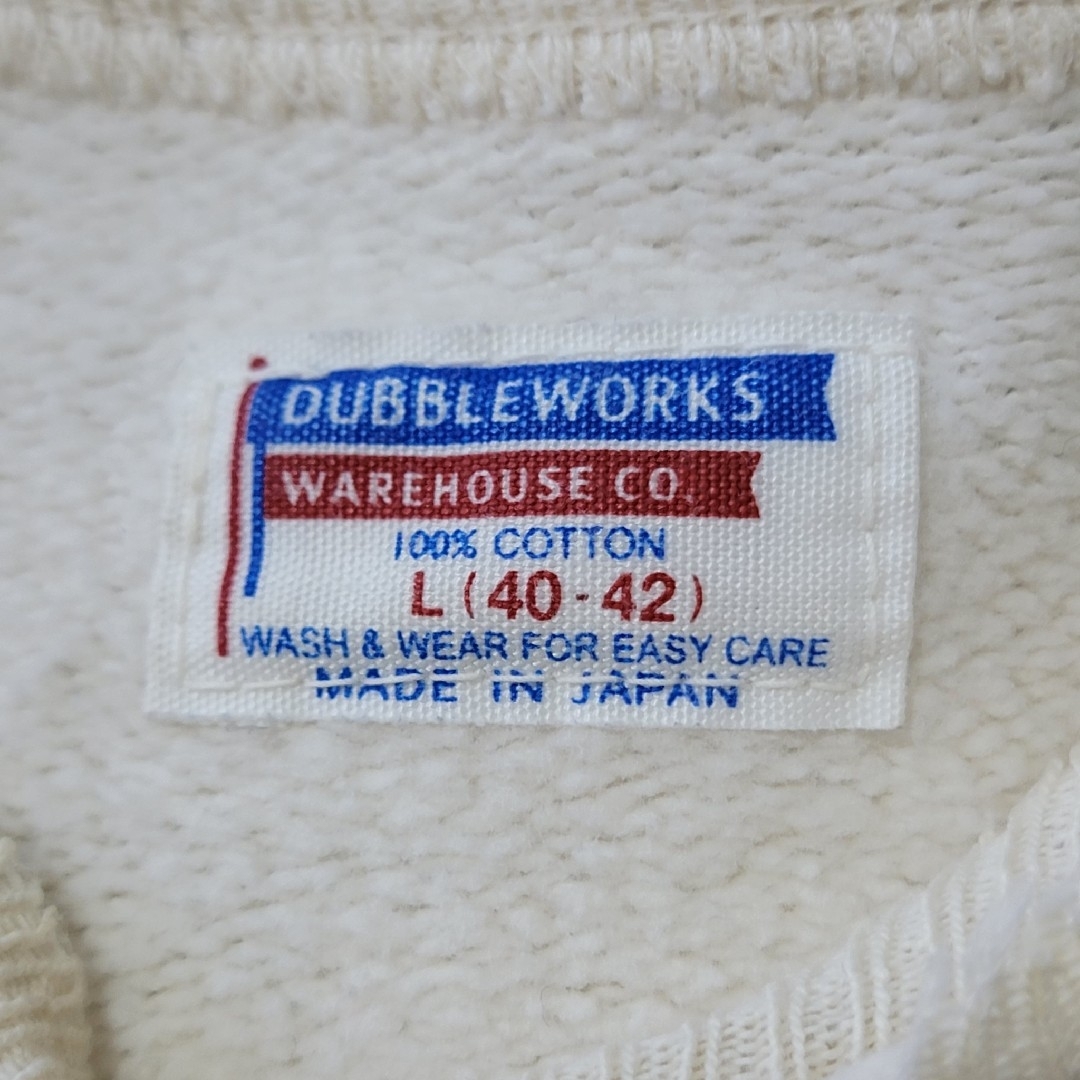 DUBBLEWORKS
WAREHOUSE CO.
100% COTTON
L (40-42)
WASH & WEAR FOR EASY CARE
MADE IN JAPAN